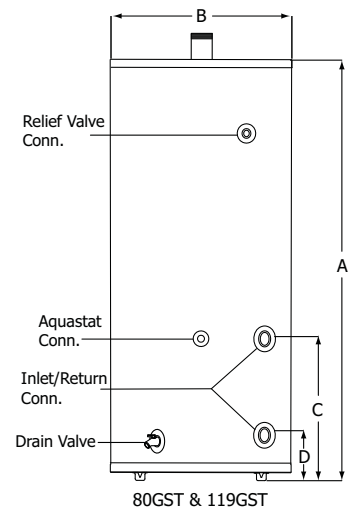 B
Relief Valve
Conn.
A
Aquastat
Conn.
Inlet/Return
Conn.
C
Drain Valve
D
80GST & 119GST